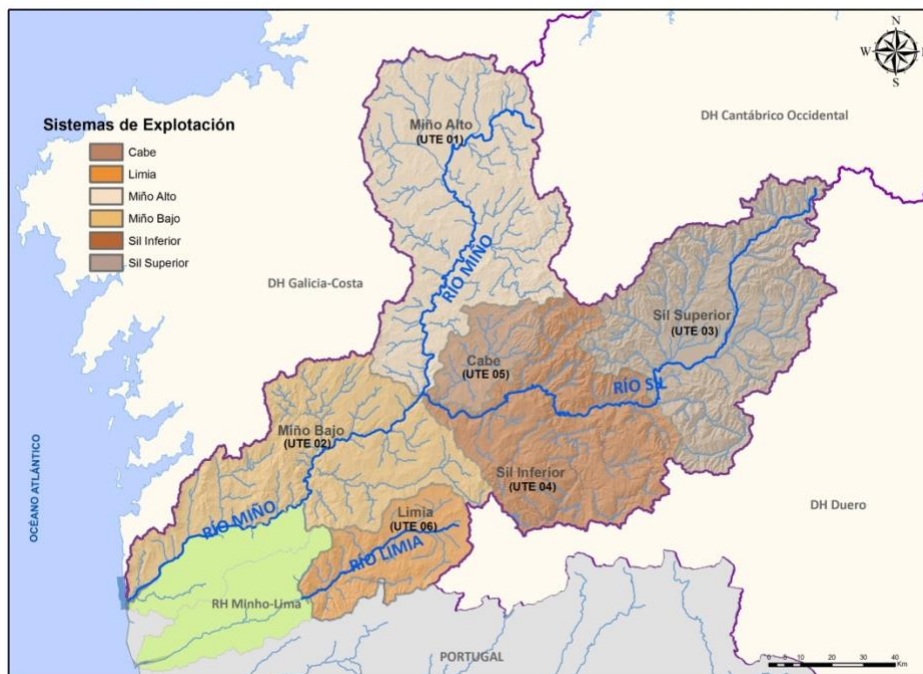 N
W
S
DH Cantábrico Occidental
Sistemas de Explotación
Cabe
Limia
Miño Alto
Miño Bajo
Sil Inferior
Sil Superior
Miño Alto
(UTE 01)
RÍO MIÑO
DH Galicia-Costa
Sil Superior
(UTE 03)
Cabe
(UTE 05)
RÍO SIL
Miño Bajo
(UTE 02)
Sil Inferior
(UTE 04)
OCÉANO ATLÁNTICO
DH Duero
Limia
(UTE 06)
RÍO MIÑO
RÍO LIMIA
RH Minho-Lima
PORTUGAL
0 5 10 20 30 40
Km